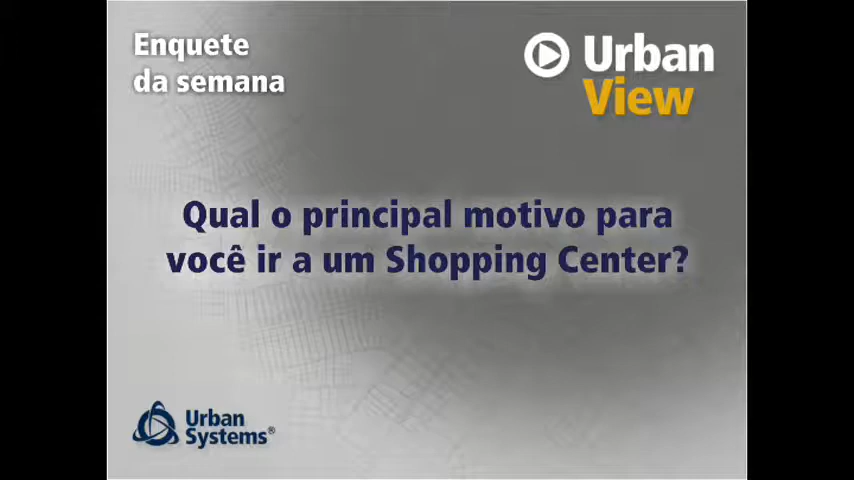 Enquete
da semana
Urban
View
Qual o principal motivo para
você ir a um Shopping Center?
Urban
Systems®